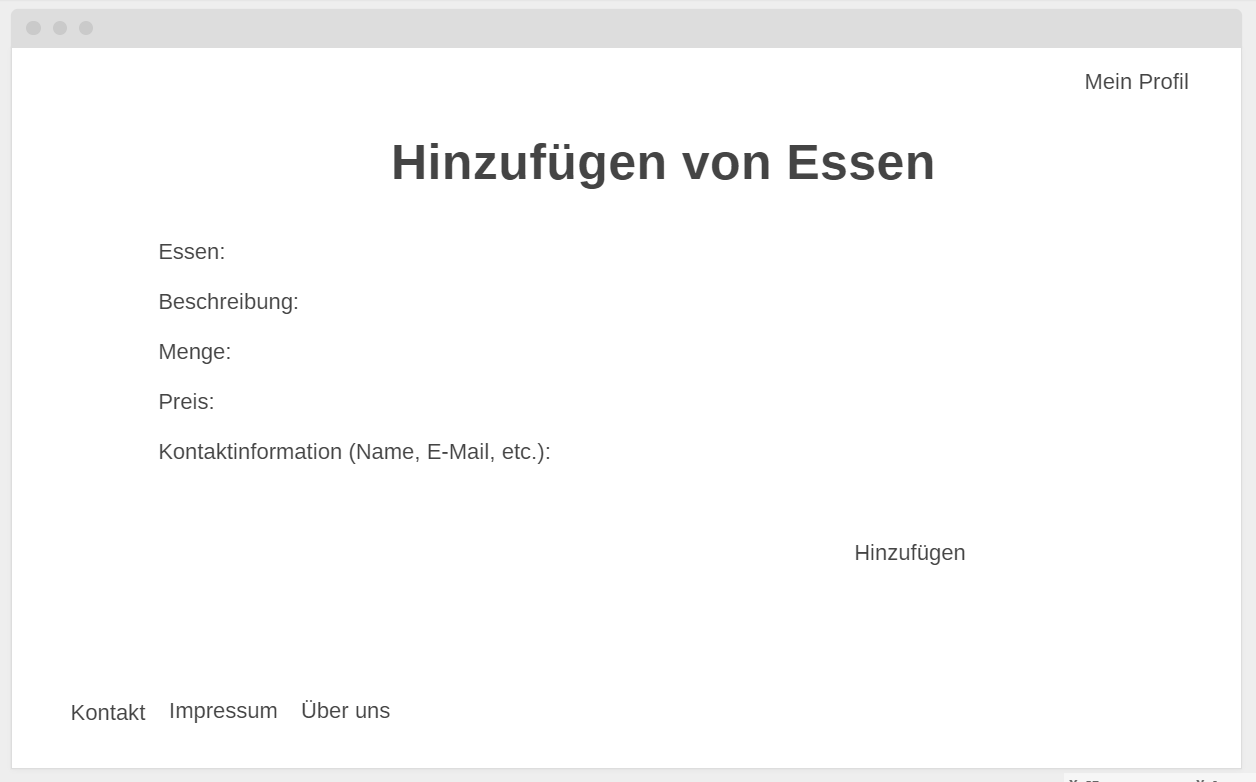 Mein Profil
Hinzufügen von Essen
Essen:
Beschreibung:
Menge:
Preis:
Kontaktinformation (Name, E-Mail, etc.):
Hinzufügen
Kontakt Impressum Über uns